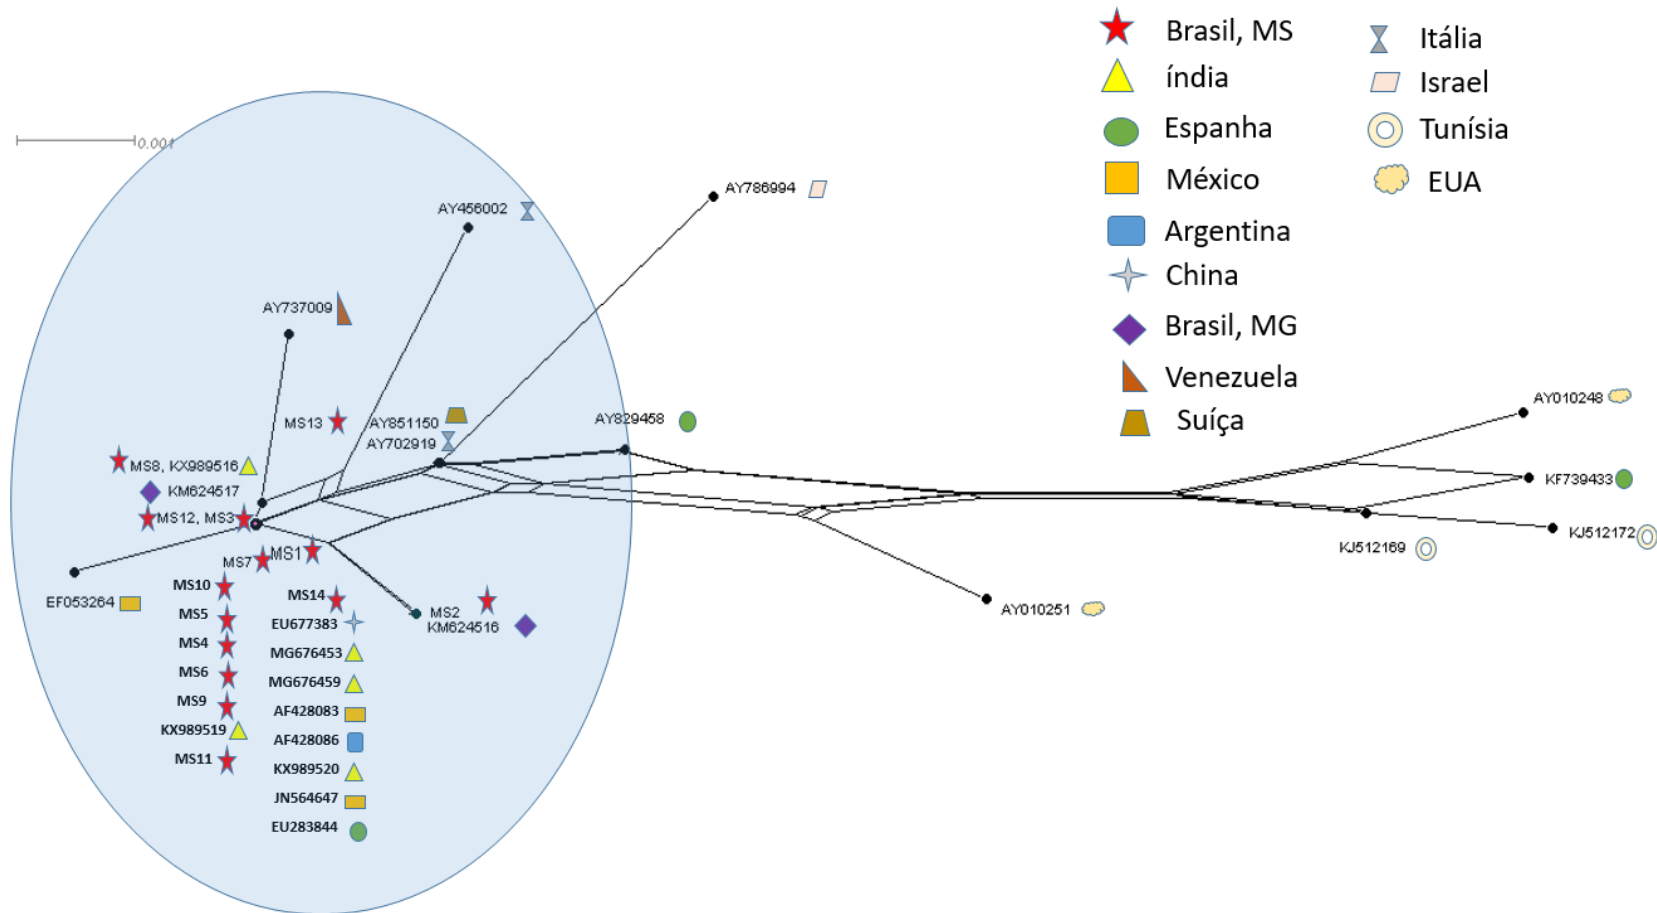 Brasil, MS
índia
Espanha
México
Argentina
China
Brasil, MG
Venezuela
Suíça
Itália
Israel
Tunísia
EUA
0.001
AY786994
AY456002
AY737009
MS13
AY851150
AY702919
AY829458
MS8, KX989516
KM624517
MS12, MS3
MS7
MS1
EF053264
MS10
MS5
MS4
MS6
MS9
KX989519
MS11
MS14
EU677383
MG676453
MG676459
AF428083
AF428086
KX989520
JN564647
EU283844
MS2
KM624516
AY010251
AY010248
KF739433
KJ512172
KJ512169